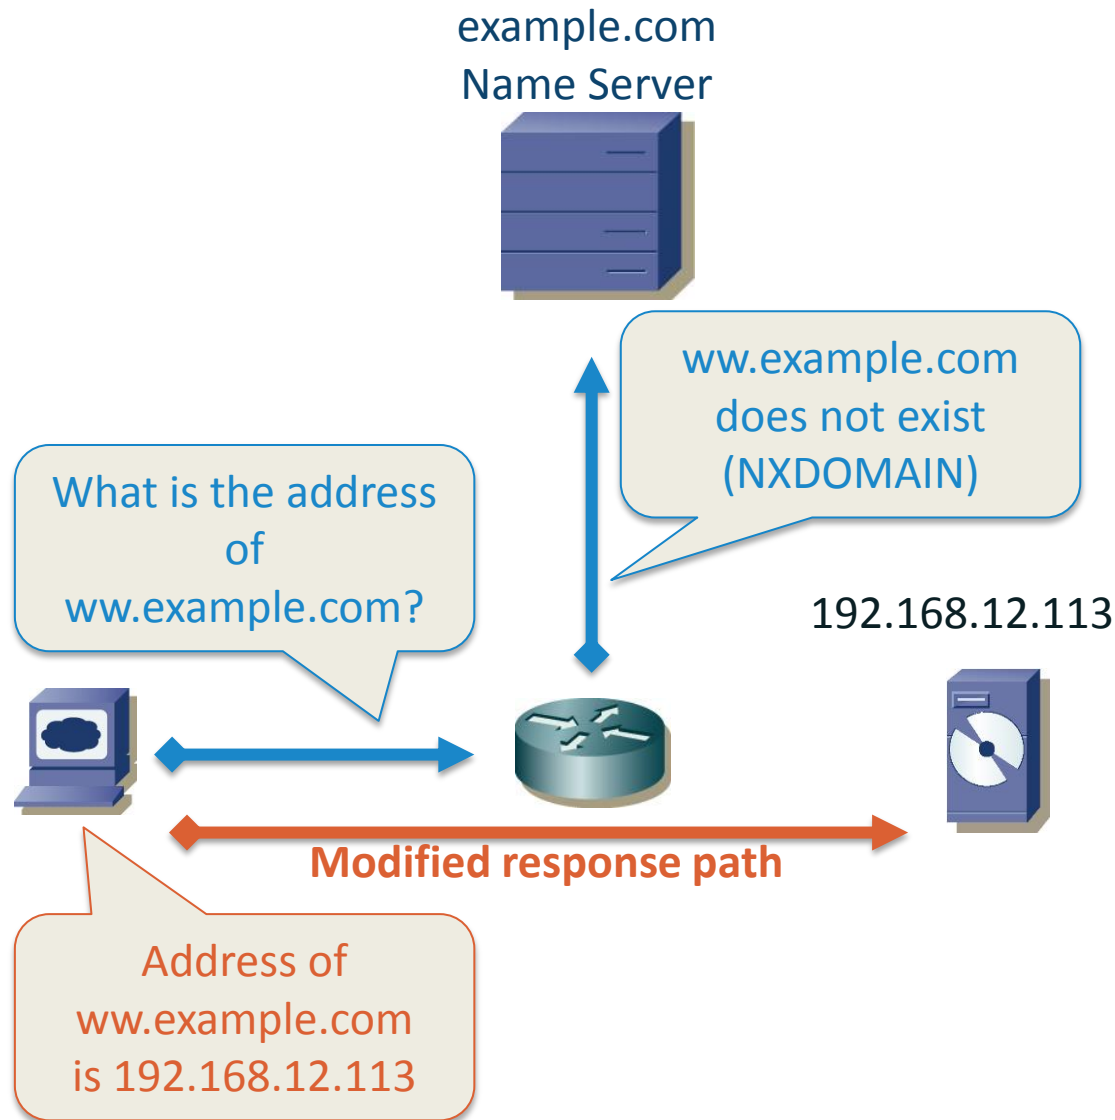 example.com
Name Server
ww.example.com
does not exist
(NXDOMAIN)
What is the address
of
ww.example.com?
192.168.12.113
Modified response path
Address of
ww.example.com
is 192.168.12.113